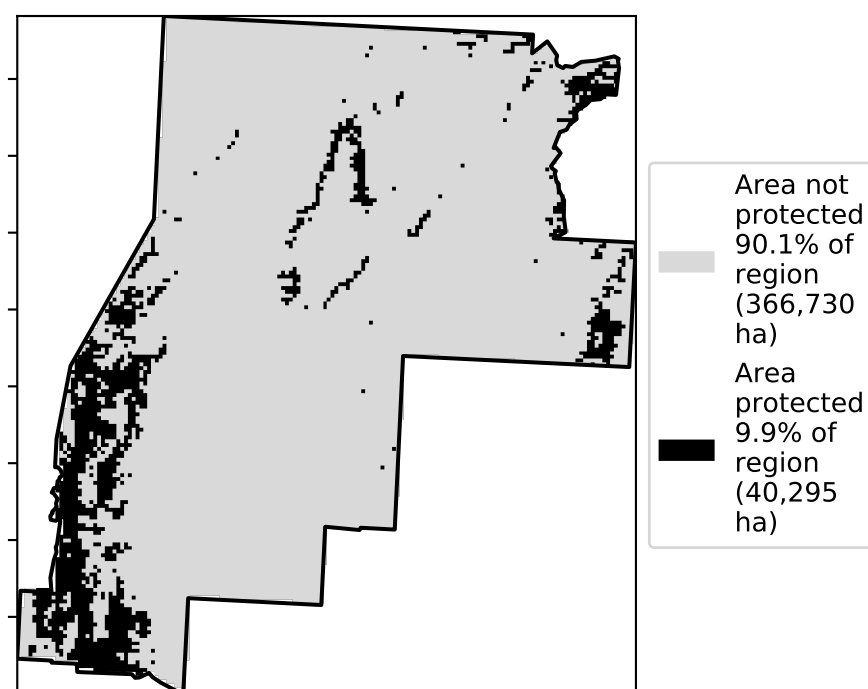 Area not
protected
90.1% of
region
(366,730
ha)
Area
protected
9.9% of
region
(40,295
ha)